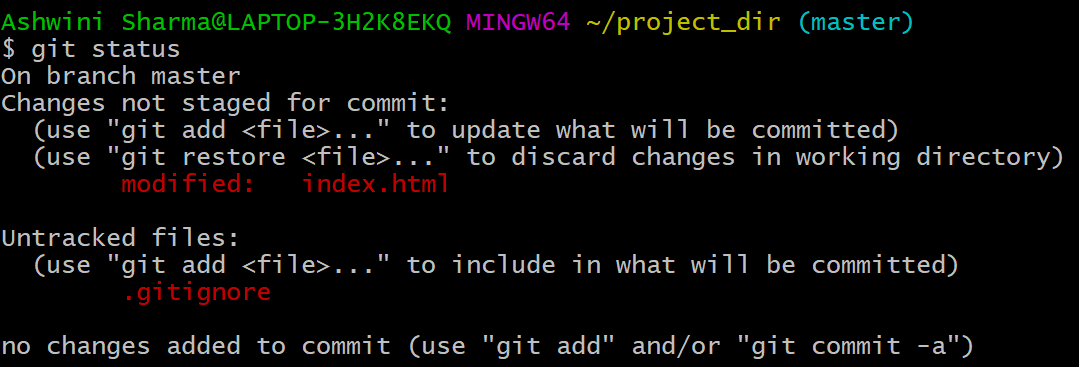 Ashwini Sharma@LAPTOP-3H2K8EKQ MINGW64 ~/project_dir (master)
$ git status
On branch master
Changes not staged for commit:
  (use "git add <file>..." to update what will be committed)
  (use "git restore <file>..." to discard changes in working directory)
        modified:   index.html

Untracked files:
  (use "git add <file>..." to include in what will be committed)
        .gitignore

no changes added to commit (use "git add" and/or "git commit -a")